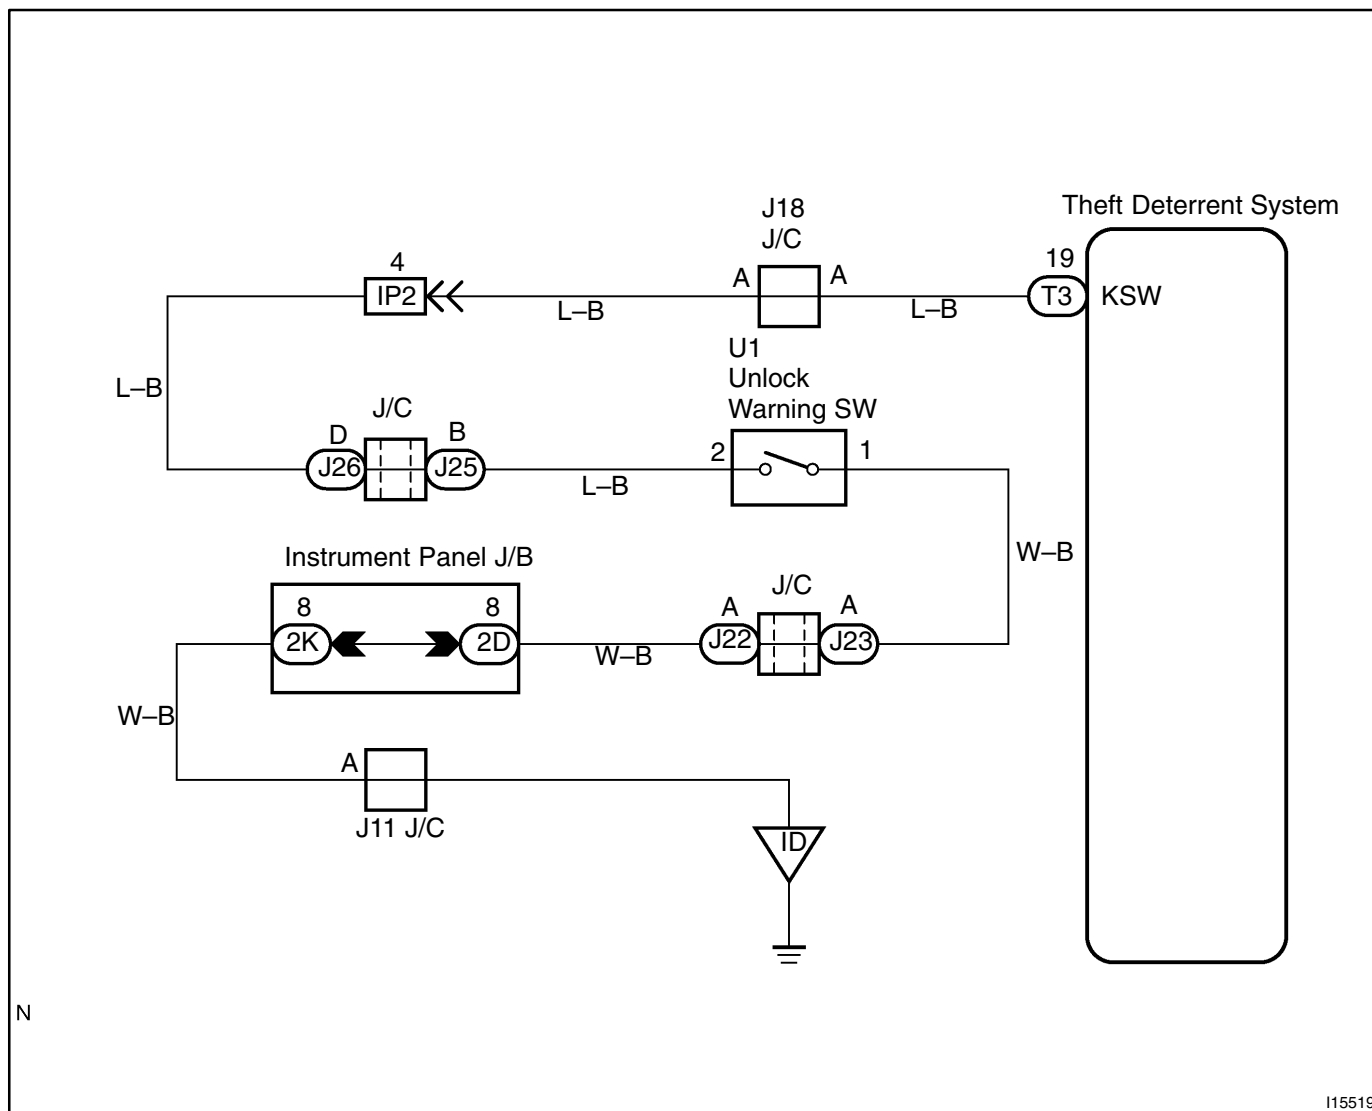 Theft Deterrent System
J18
J/C
4
IP2
A
A
19
T3
KSW
L–B
L–B
L–B
U1
Unlock
Warning SW
J/C
D
J26
B
J25
2
1
L–B
W–B
Instrument Panel J/B
8
2K
8
2D
J/C
A
J22
A
J23
W–B
W–B
A
J11 J/C
ID
N
I15519